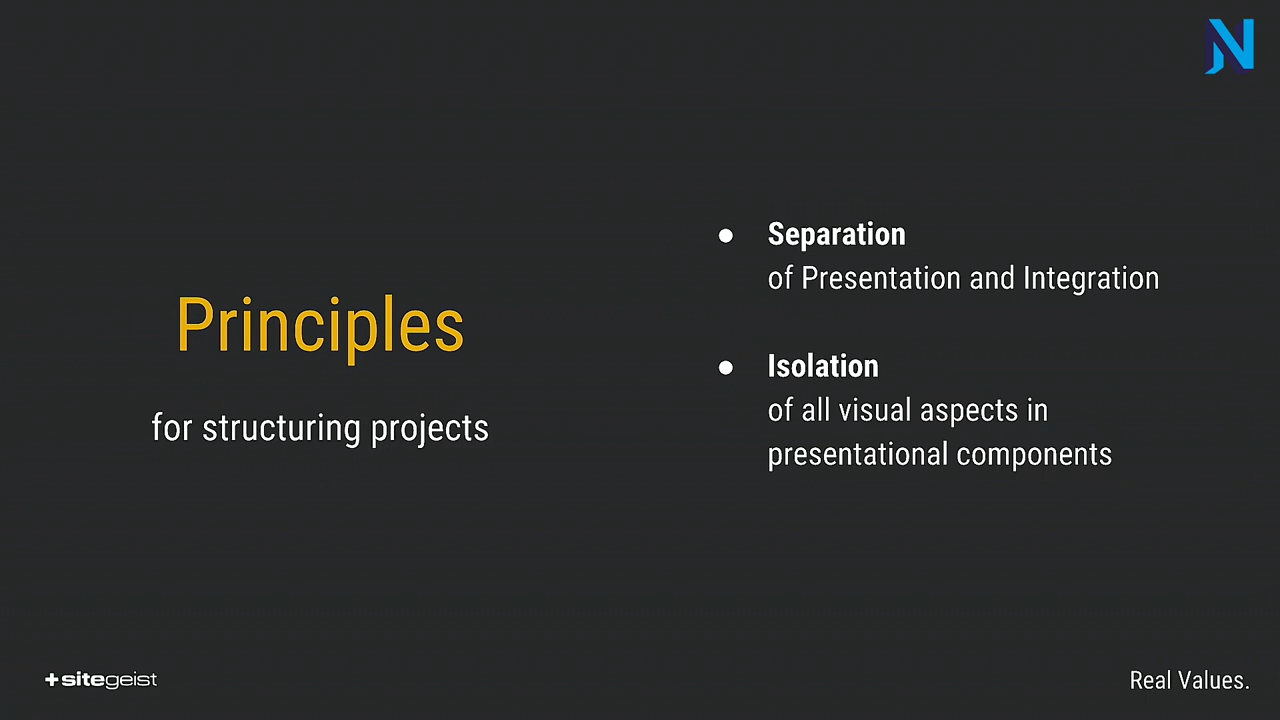 Principles
for structuring projects
● Separation
of Presentation and Integration
● Isolation
of all visual aspects in
presentational components
+sitegeist
Real Values.